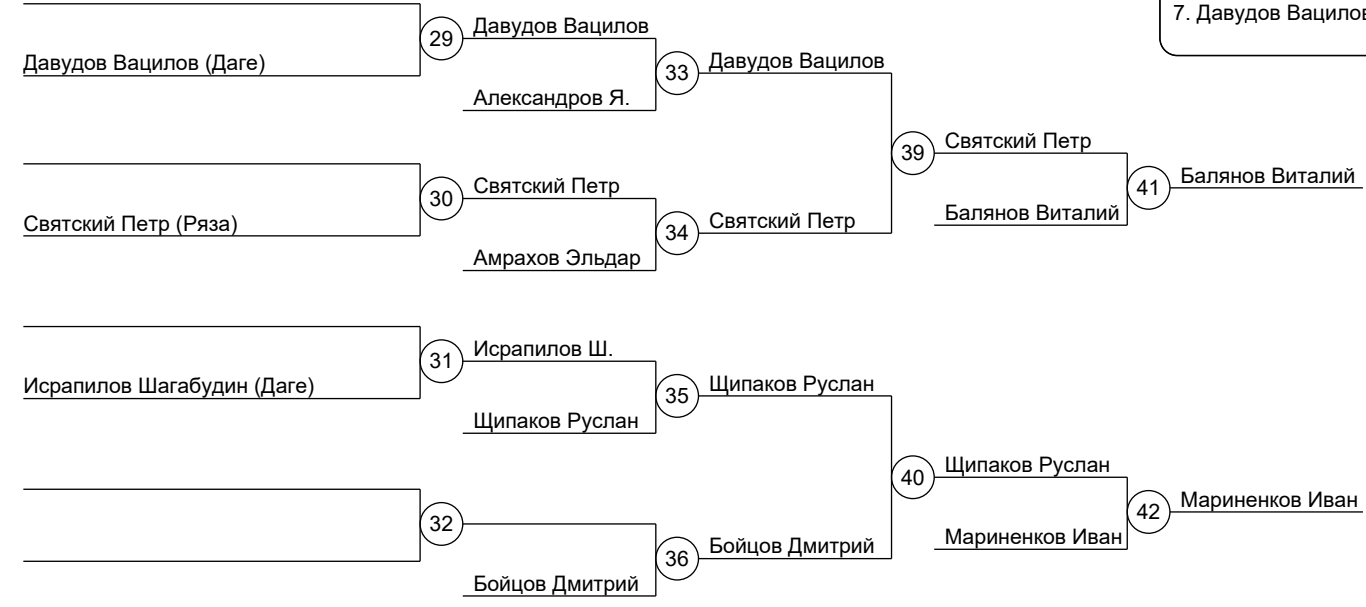 7. Давудов Вацилов
29
Давудов Вацилов
Давудов Вацилов (Даге)
33
Давудов Вацилов
Александров Я.
39
Святский Петр
30
Святский Петр
41
Балянов Виталий
Святский Петр (Ряза)
34
Святский Петр
Балянов Виталий
Амрахов Эльдар
31
Исрапилов Ш.
Исрапилов Шагабудин (Даге)
35
Щипаков Руслан
Щипаков Руслан
40
Щипаков Руслан
42
Мариненков Иван
32
Мариненков Иван
36
Бойцов Дмитрий
Бойцов Дмитрий